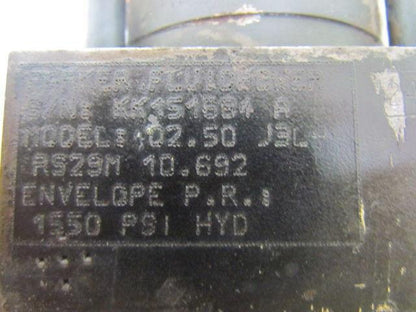 PARKER FLUIDPOWER
S/N: KK151684 A
MODEL: 02.50 J3L
RS29M 10.692
ENVELOPE P.R.:
1550 PSI HYD